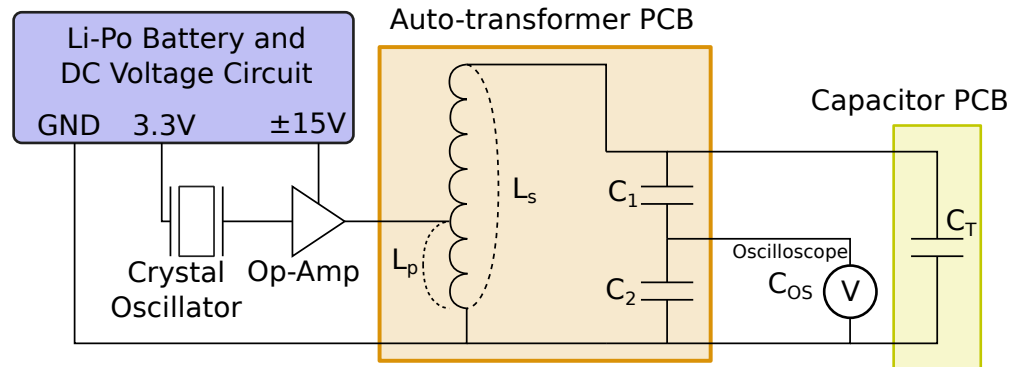 Auto-transformer PCB
Li-Po Battery and
DC Voltage Circuit
GND 3.3V ±15V
Capacitor PCB
Lₛ
C₁
Cₜ
Lₚ
Oscilloscope
Crystal
Oscillator
Op-Amp
C₂
C_OS
V